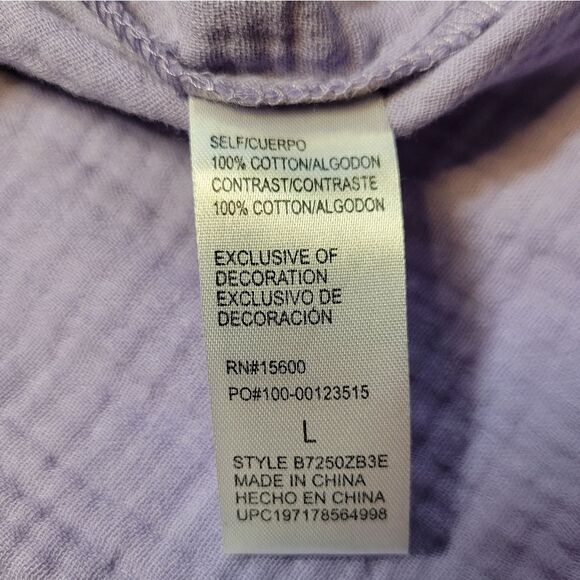 SELF/CUERPO
100% COTTON/ALGODON
CONTRAST/CONTRASTE
100% COTTON/ALGODON
EXCLUSIVE OF
DECORATION
EXCLUSIVO DE
DECORACIÓN
RN#15600
PO#100-00123515
L
STYLE B7250ZB3E
MADE IN CHINA
HECHO EN CHINA
UPC197178564998